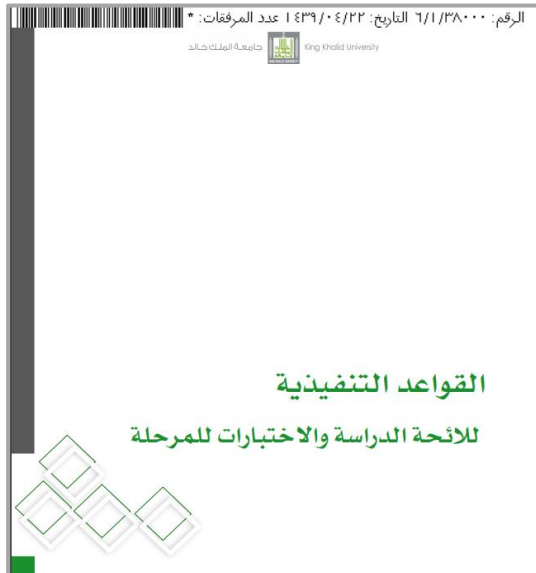 الرقم: ٦/١/٣٨٠٠٠ التاريخ: ١٤٣٩/٠٤/٢٢ عدد المرفقات: *
جامعة الملك خالد King Khalid University
القواعد التنفيذية
للائحة الدراسة والاختبارات للمرحلة